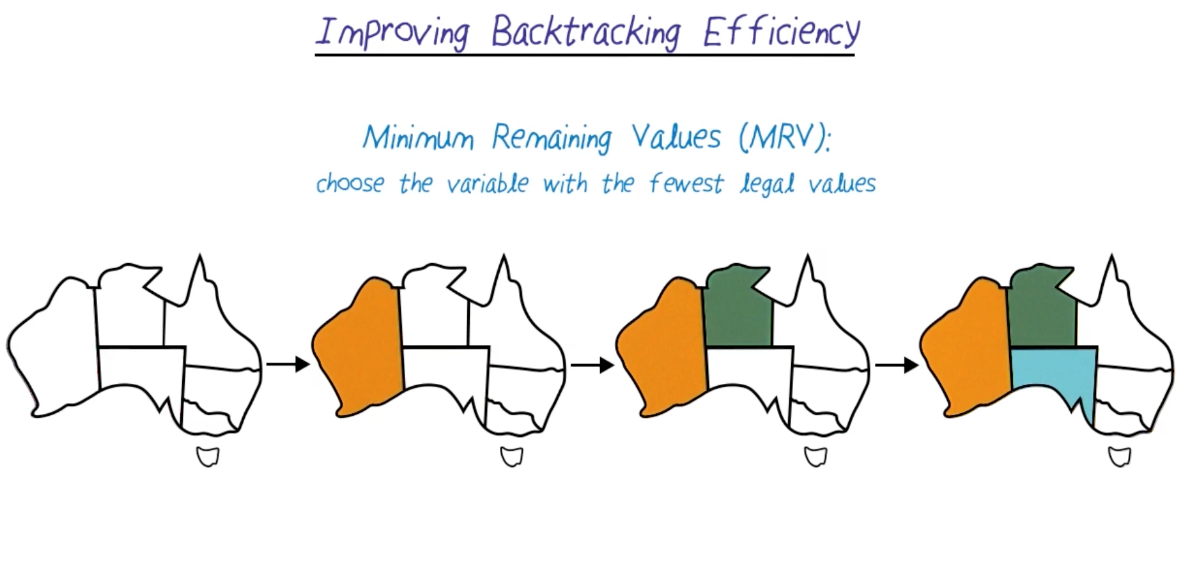 Improving Backtracking Efficiency
Minimum Remaining Values (MRV):
choose the variable with the fewest legal values